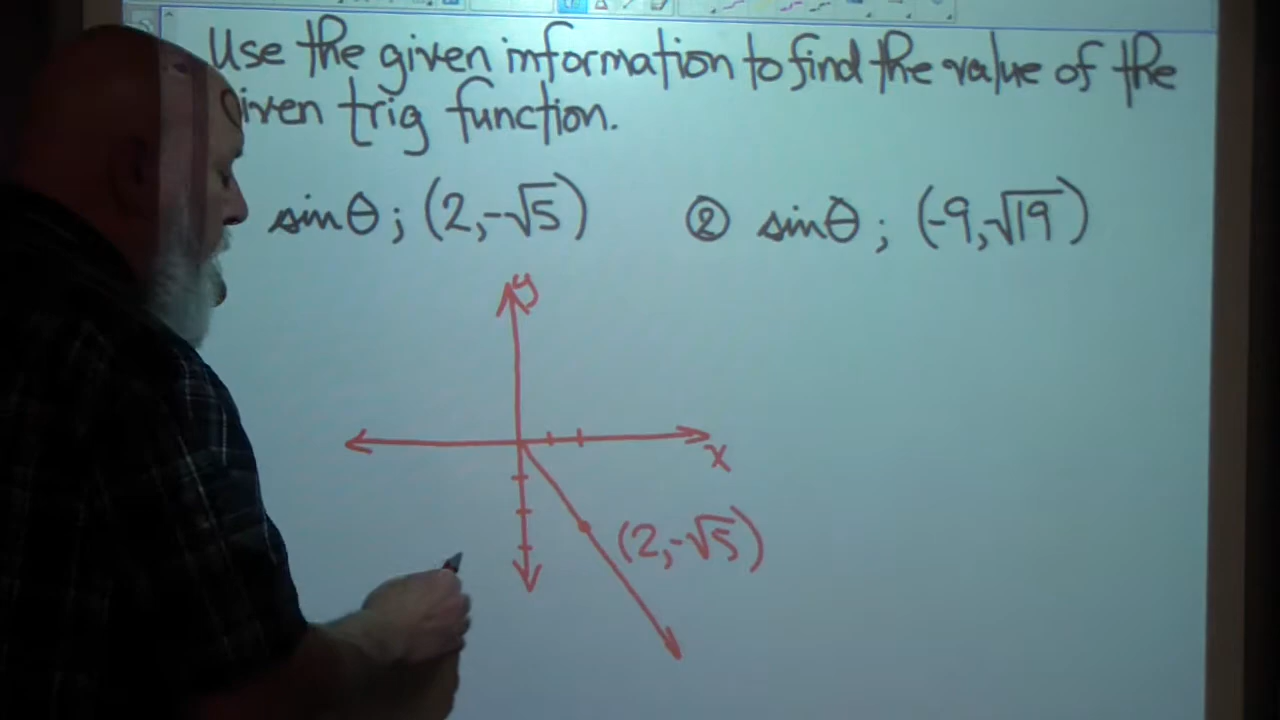 Use the given information to find the value of the
given trig function.
sinθ; (2,-√5) ② sinθ; (-9,√19)
y
x
(2,-√5)